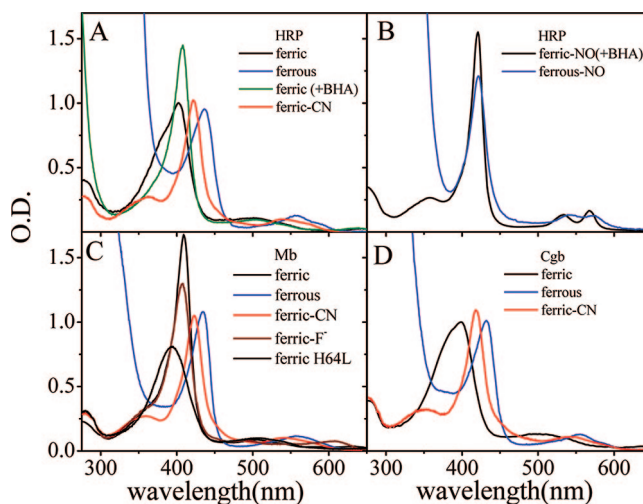 A
HRP
ferric
ferrous
ferric (+BHA)
ferric-CN
B
HRP
ferric-NO(+BHA)
ferrous-NO
C
Mb
ferric
ferrous
ferric-CN
ferric-F⁻
ferric H64L
D
Cgb
ferric
ferrous
ferric-CN
O.D.
1.5
1.0
0.5
1.5
1.0
0.5
0.0
300 400 500 600
300 400 500 600
wavelength(nm)
wavelength(nm)